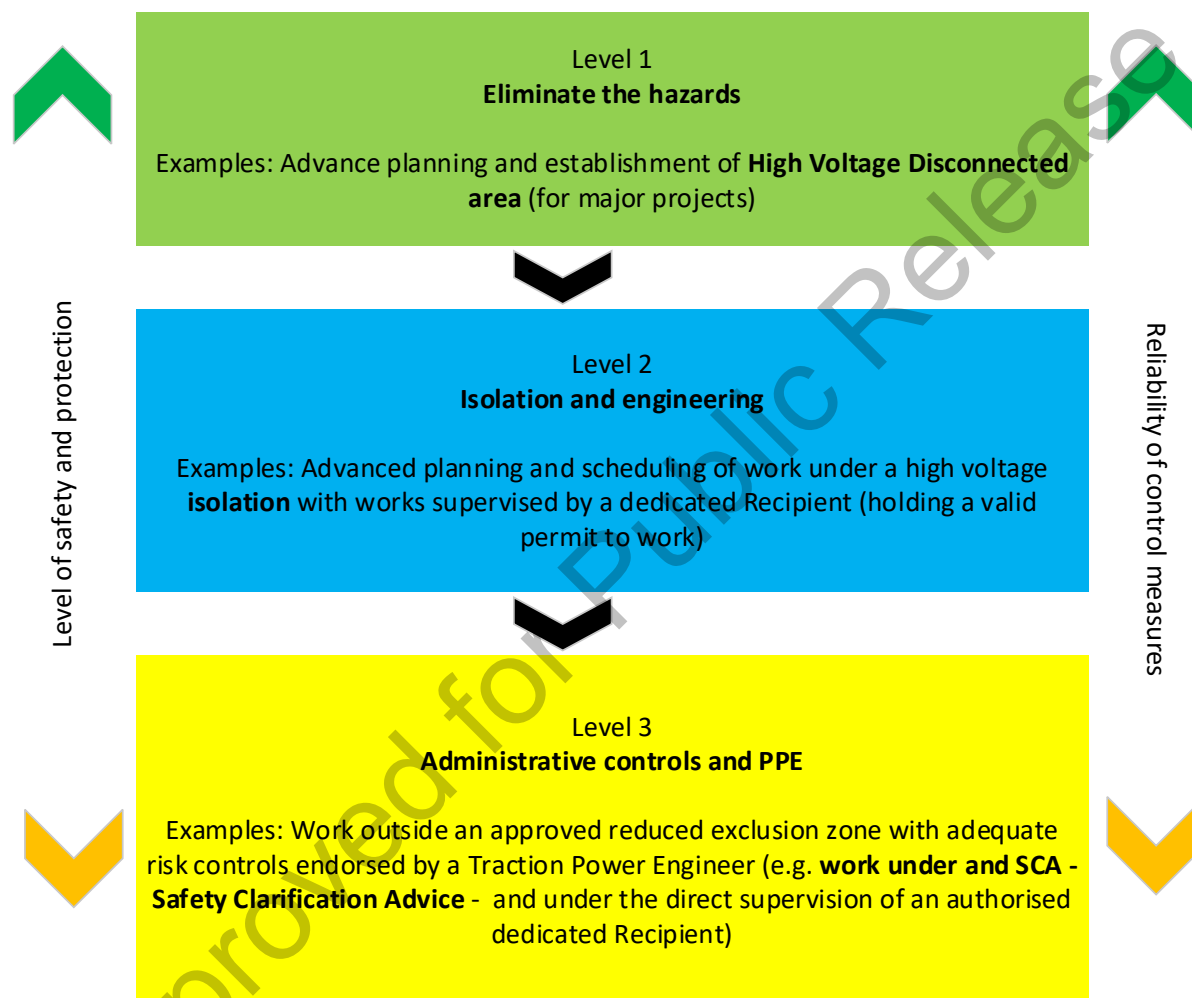 Level 1
Eliminate the hazards
Examples: Advance planning and establishment of High Voltage Disconnected
area (for major projects)
Level of safety and protection
Reliability of control measures
Level 2
Isolation and engineering
Examples: Advanced planning and scheduling of work under a high voltage
isolation with works supervised by a dedicated Recipient (holding a valid
permit to work)
Level 3
Administrative controls and PPE
Examples: Work outside an approved reduced exclusion zone with adequate
risk controls endorsed by a Traction Power Engineer (e.g. work under and SCA -
Safety Clarification Advice - and under the direct supervision of an authorised
dedicated Recipient)
proved for Public Release